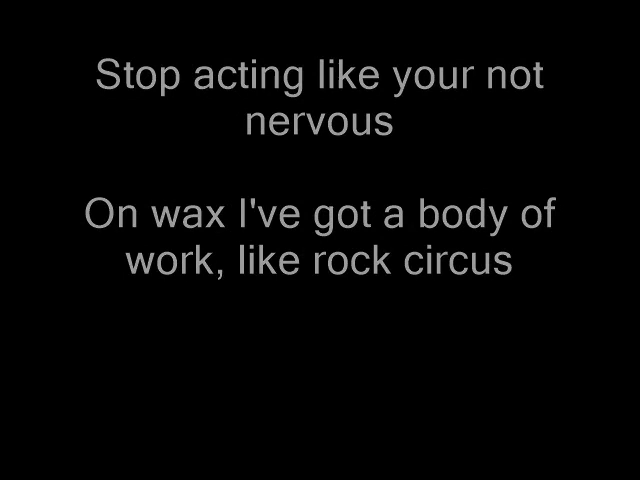 Stop acting like your not
nervous
On wax I've got a body of
work, like rock circus